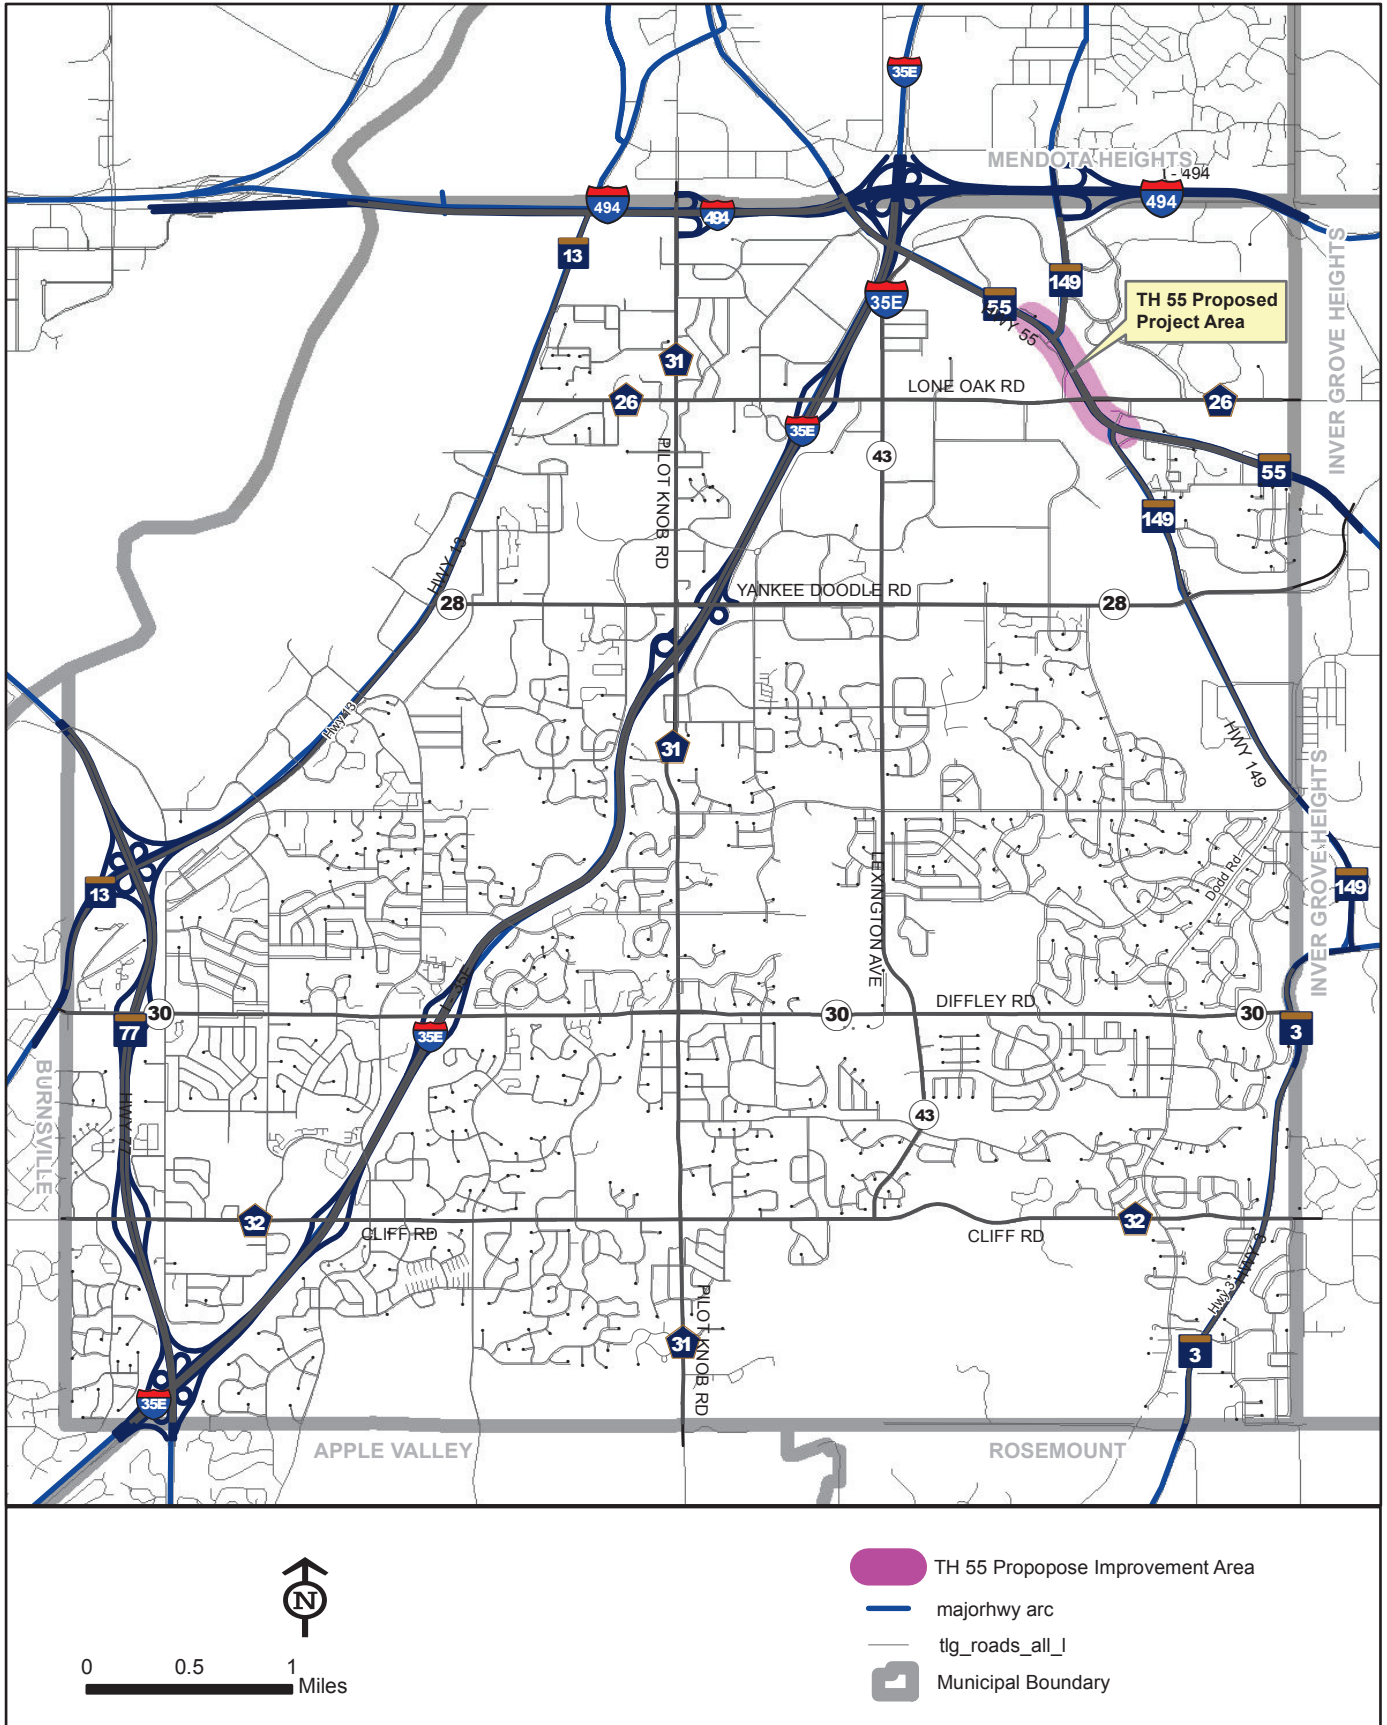 35E
MENDOTA HEIGHTS
I - 494
494
494
494
13
149
35E
55
HWY 55
TH 55 Proposed
Project Area
INVER GROVE HEIGHTS
31
LONE OAK RD
26
26
35E
43
PILOT KNOB RD
55
149
HWY 13
28
YANKEE DOODLE RD
28
Hwy 13
31
HWY 149
INVER GROVE HEIGHTS
13
LEXINGTON AVE
Dodd Rd
149
I - 35E
DIFFLEY RD
30
30
30
77
35E
3
BURNSVILLE
HWY 77
43
32
CLIFF RD
CLIFF RD
32
HWY 3
Hwy 3
PILOT KNOB RD
31
3
35E
APPLE VALLEY
ROSEMOUNT
N
0 0.5 1
Miles
TH 55 Propopose Improvement Area
majorhwy arc
tlg_roads_all_l
Municipal Boundary